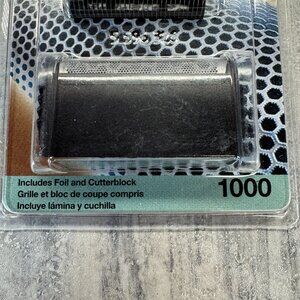 Includes Foil and Cutterblock
Grille et bloc de coupe compris
Incluye lámina y cuchilla
1000